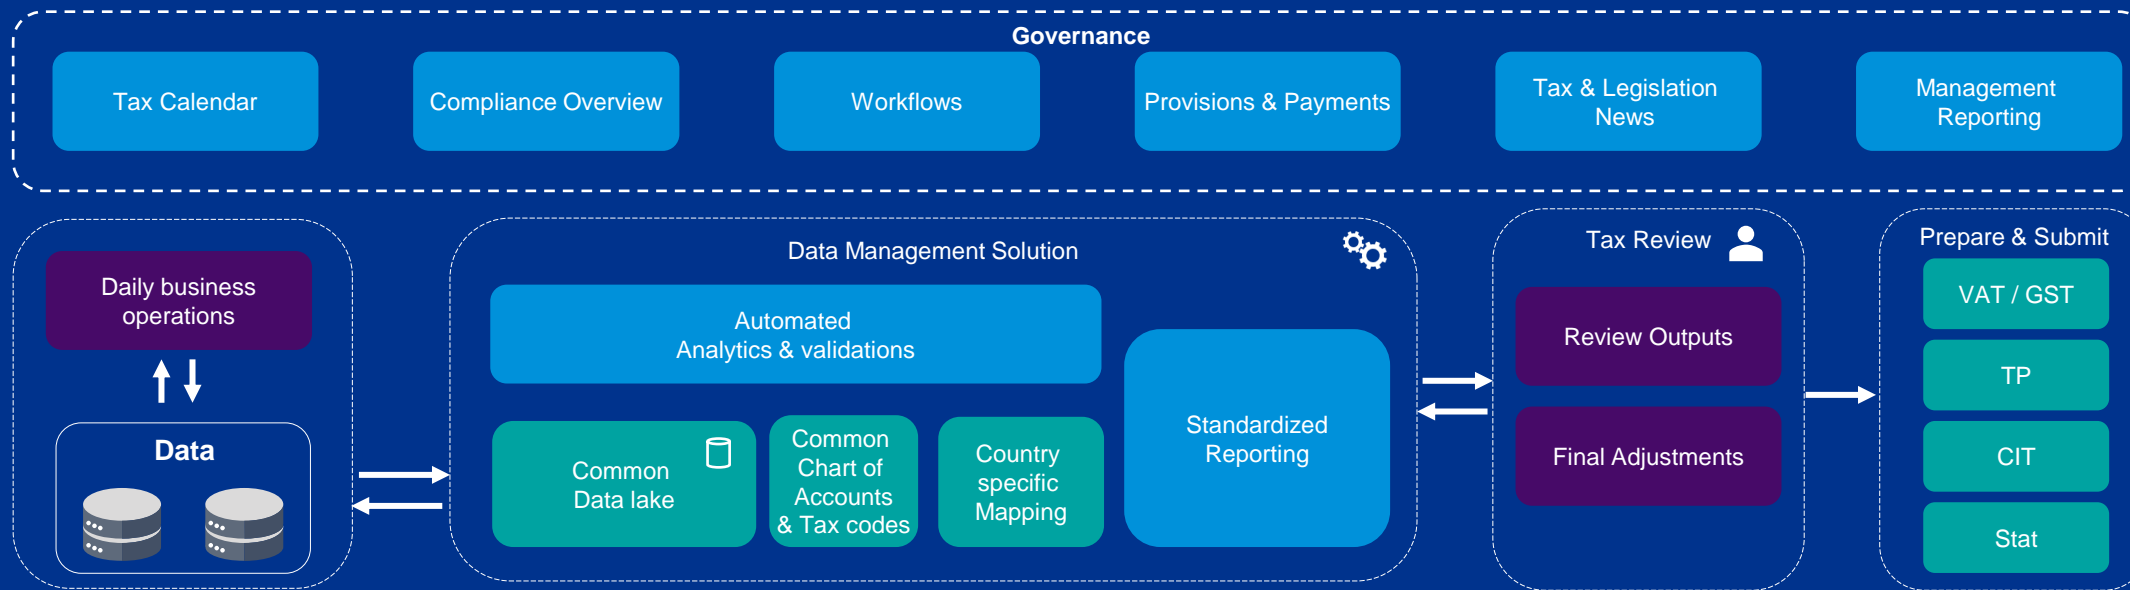 Governance
Tax Calendar
Compliance Overview
Workflows
Provisions & Payments
Tax & Legislation
News
Management
Reporting
Daily business
operations
Data
Data Management Solution
Automated
Analytics & validations
Common
Data lake
Common
Chart of
Accounts
& Tax codes
Country
specific
Mapping
Standardized
Reporting
Tax Review
Review Outputs
Final Adjustments
Prepare & Submit
VAT / GST
TP
CIT
Stat